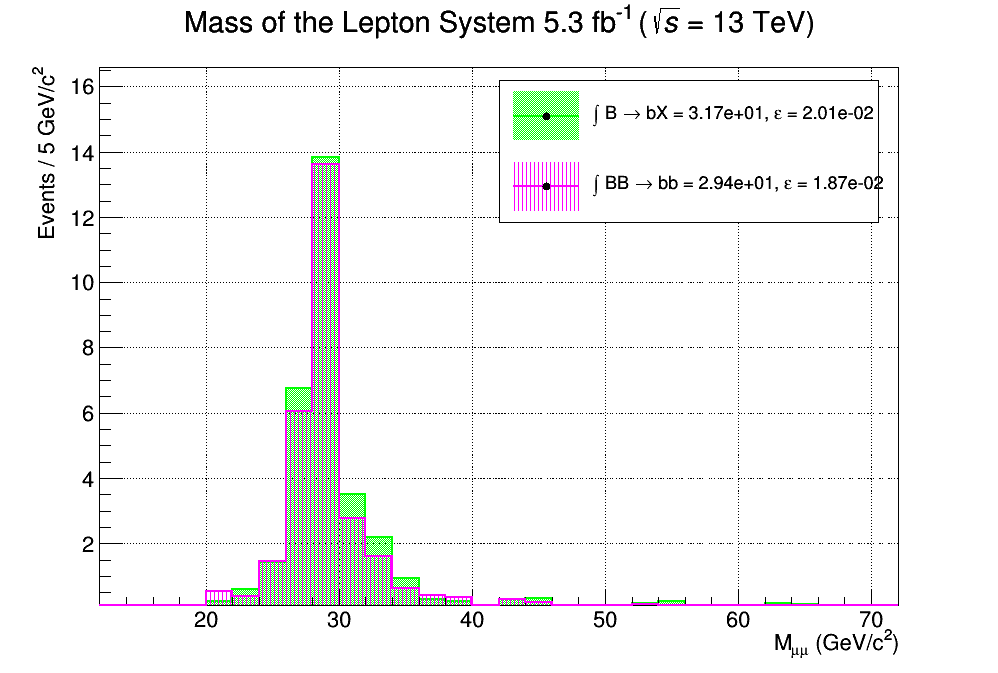 Mass of the Lepton System 5.3 fb⁻¹ (√s = 13 TeV)
Events / 5 GeV/c²
16
14
12
10
8
6
4
2
∫ B → bX = 3.17e+01, ε = 2.01e-02
∫ BB → bb = 2.94e+01, ε = 1.87e-02
20 30 40 50 60 70
Mμμ (GeV/c²)